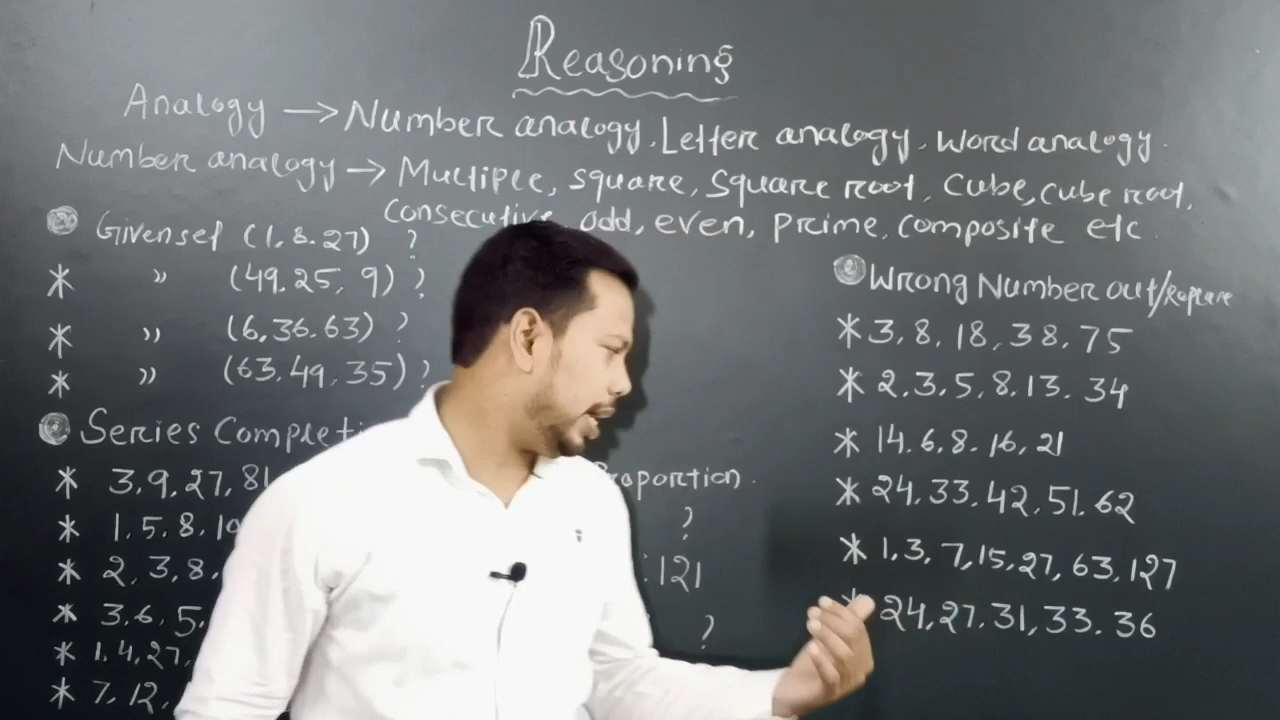 Reasoning
Analogy → Number analogy, Letter analogy, Word analogy.
Number analogy → Multiple, square, Square root, Cube, cube root,
Consecutive, odd, even, prime, composite etc
Given set (1, 8, 27) ?
* " (49, 25, 9) ?
* " (6, 36, 63) ?
* " (63, 49, 35) ?
Series Completi
* 3, 9, 27, 81
* 1, 5, 8, 10
* 2, 3, 8,
* 3, 6, 5,
* 1, 4, 27,
* 7, 12,
roportion.
?
: 121
?
Wrong Number out/
* 3, 8, 18, 38, 75
* 2, 3, 5, 8, 13, 34
* 14, 6, 8, 16, 21
* 24, 33, 42, 51, 62
* 1, 3, 7, 15, 27, 63, 127
* 24, 27, 31, 33, 36